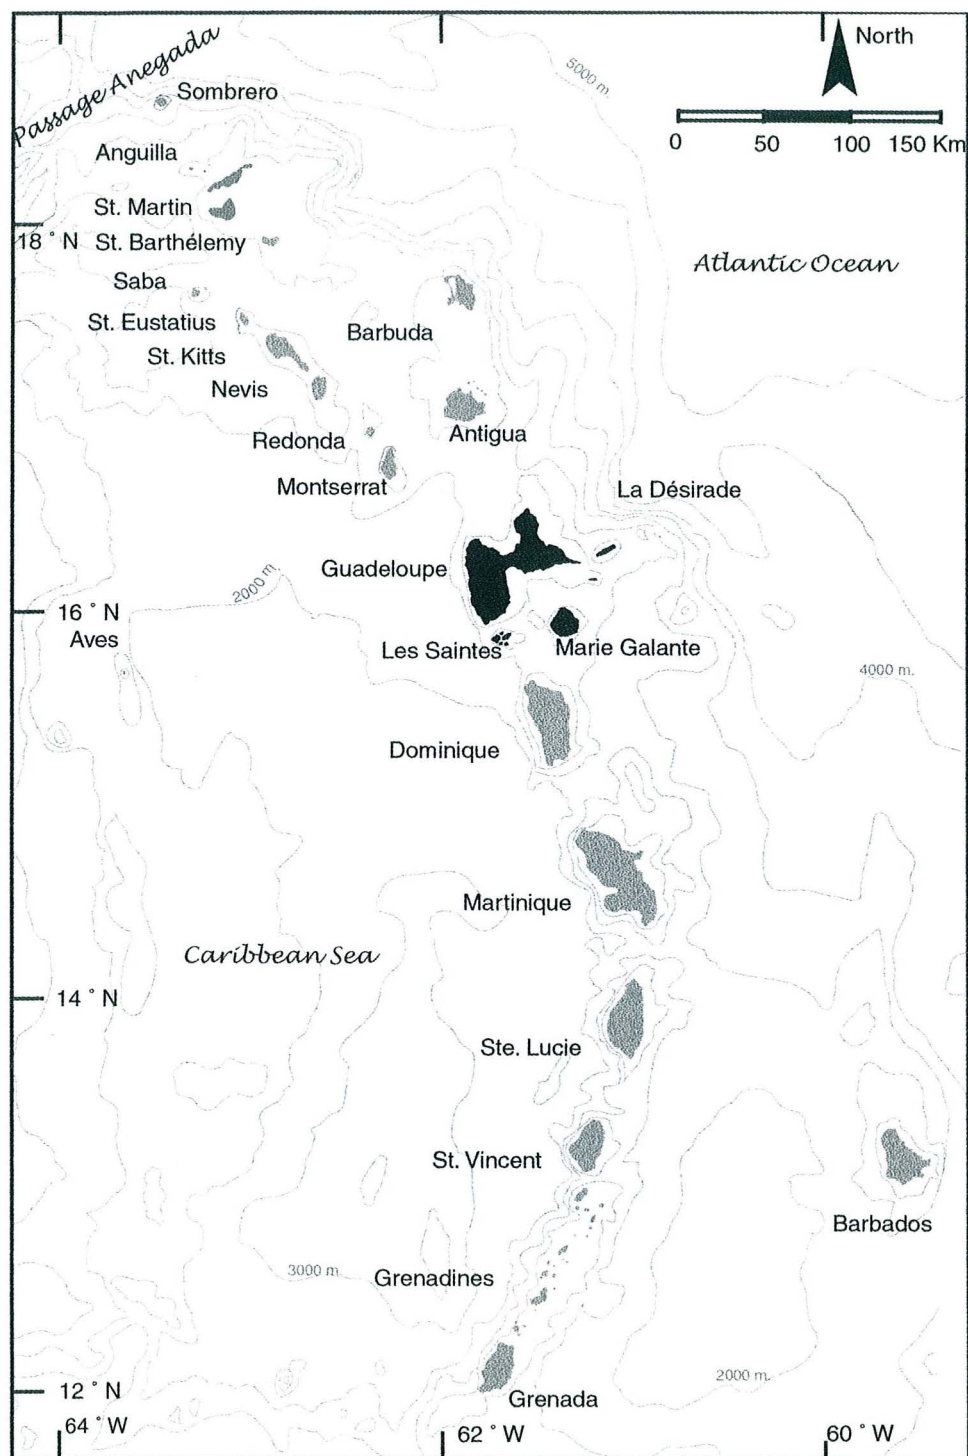 North
Passage Anegada
Sombrero
5000 m.
0 50 100 150 Km
Anguilla
St. Martin
18 ° N
St. Barthélemy
Atlantic Ocean
Saba
St. Eustatius
Barbuda
St. Kitts
Nevis
Redonda
Antigua
Montserrat
La Désirade
Guadeloupe
2000 m.
16 ° N
Aves
Les Saintes
Marie Galante
4000 m.
Dominique
Martinique
Caribbean Sea
14 ° N
Ste. Lucie
St. Vincent
Barbados
3000 m.
Grenadines
2000 m.
12 ° N
Grenada
64 ° W
62 ° W
60 ° W